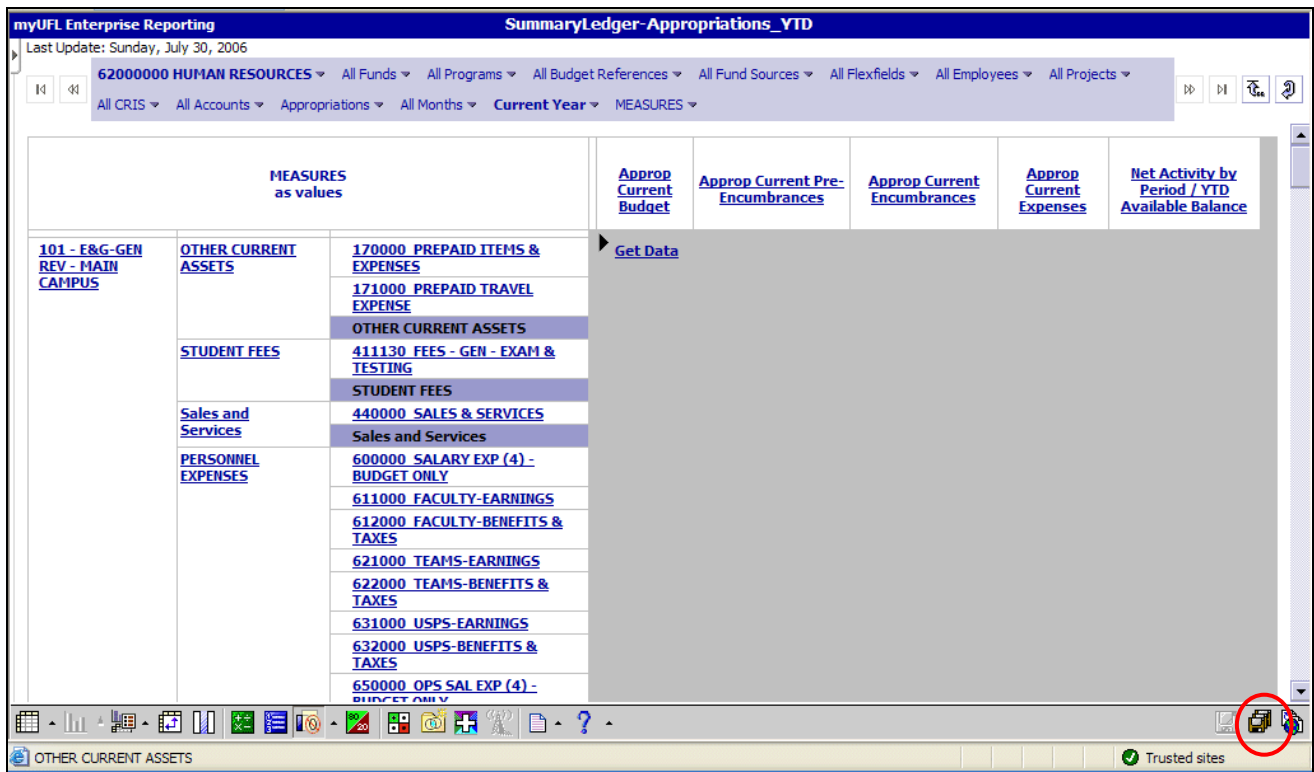 myUFL Enterprise Reporting SummaryLedger-Appropriations_YTD
Last Update: Sunday, July 30, 2006
62000000 HUMAN RESOURCES All Funds All Programs All Budget References All Fund Sources All Flexfields All Employees All Projects
All CRIS All Accounts Appropriations All Months Current Year MEASURES
MEASURES
as values
Approp
Current
Budget
Approp Current Pre-
Encumbrances
Approp Current
Encumbrances
Approp
Current
Expenses
Net Activity by
Period / YTD
Available Balance
101 - E&G-GEN
REV - MAIN
CAMPUS
OTHER CURRENT
ASSETS
170000 PREPAID ITEMS &
EXPENSES
Get Data
171000 PREPAID TRAVEL
EXPENSE
OTHER CURRENT ASSETS
STUDENT FEES
411130 FEES - GEN - EXAM &
TESTING
STUDENT FEES
Sales and
Services
440000 SALES & SERVICES
Sales and Services
PERSONNEL
EXPENSES
600000 SALARY EXP (4) -
BUDGET ONLY
611000 FACULTY-EARNINGS
612000 FACULTY-BENEFITS &
TAXES
621000 TEAMS-EARNINGS
622000 TEAMS-BENEFITS &
TAXES
631000 USPS-EARNINGS
632000 USPS-BENEFITS &
TAXES
650000 OPS SAL EXP (4) -
BUDGET ONLY
80
20
?
OTHER CURRENT ASSETS Trusted sites